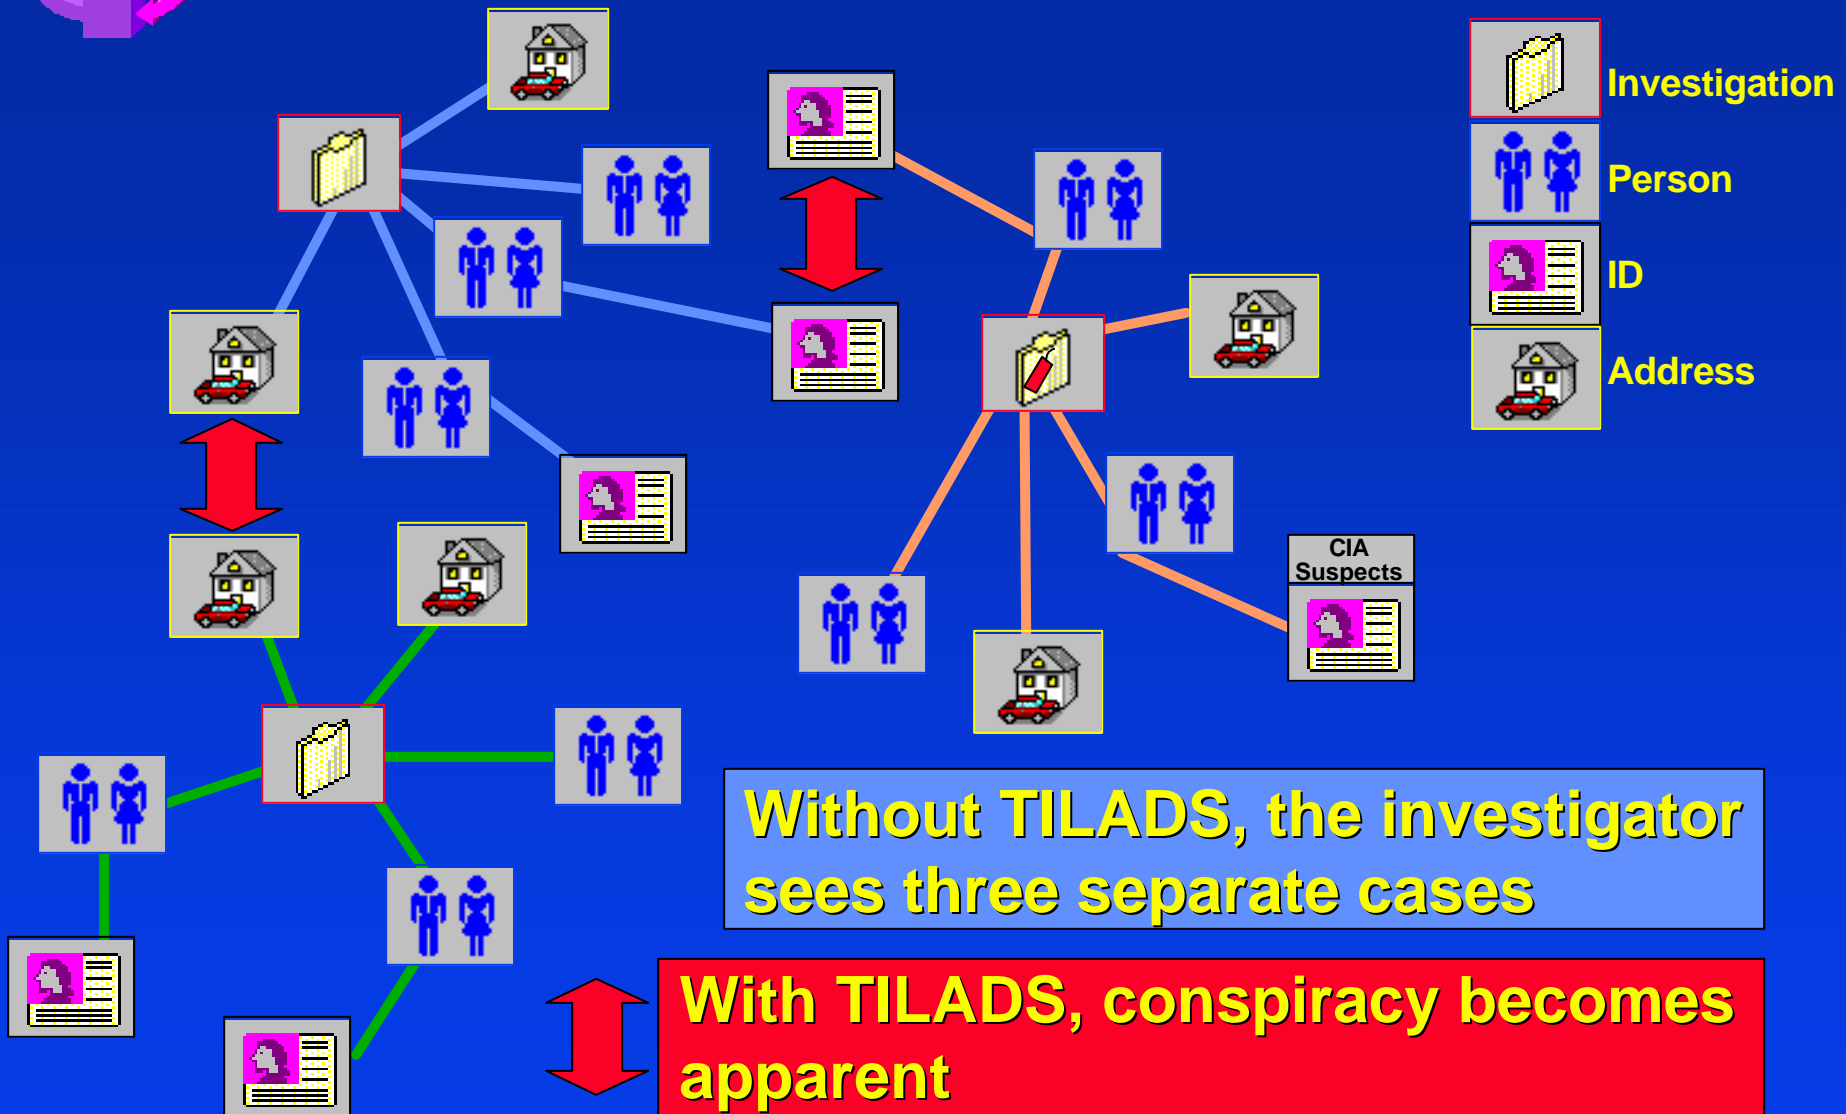 Investigation
Person
ID
Address
CIA
Suspects
Without TILADS, the investigator
sees three separate cases
With TILADS, conspiracy becomes
apparent